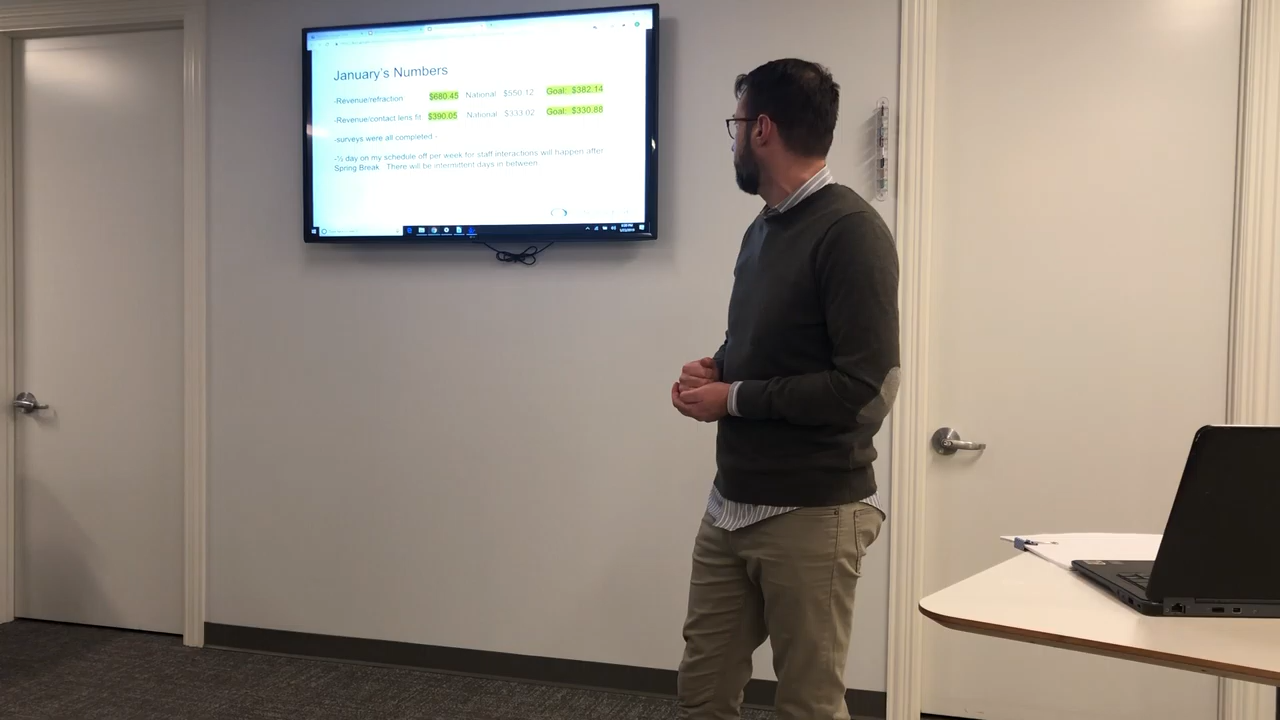 January's Numbers
-Revenue/refraction $680.45 National $550.12 Goal: $382.14
-Revenue/contact lens fit $390.05 National $333.02 Goal: $330.88
-surveys were all completed -
-½ day on my schedule off per week for staff interactions will happen after
Spring Break. There will be intermittent days in between.